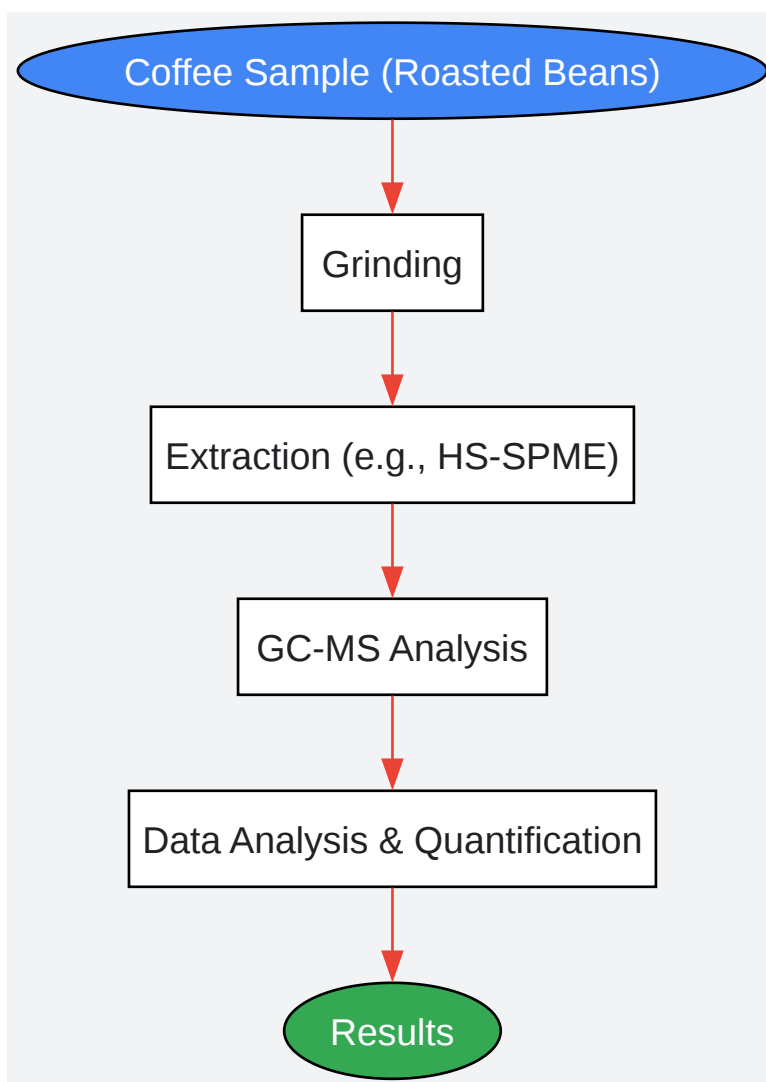 Coffee Sample (Roasted Beans)
Grinding
Extraction (e.g., HS-SPME)
GC-MS Analysis
Data Analysis & Quantification
Results